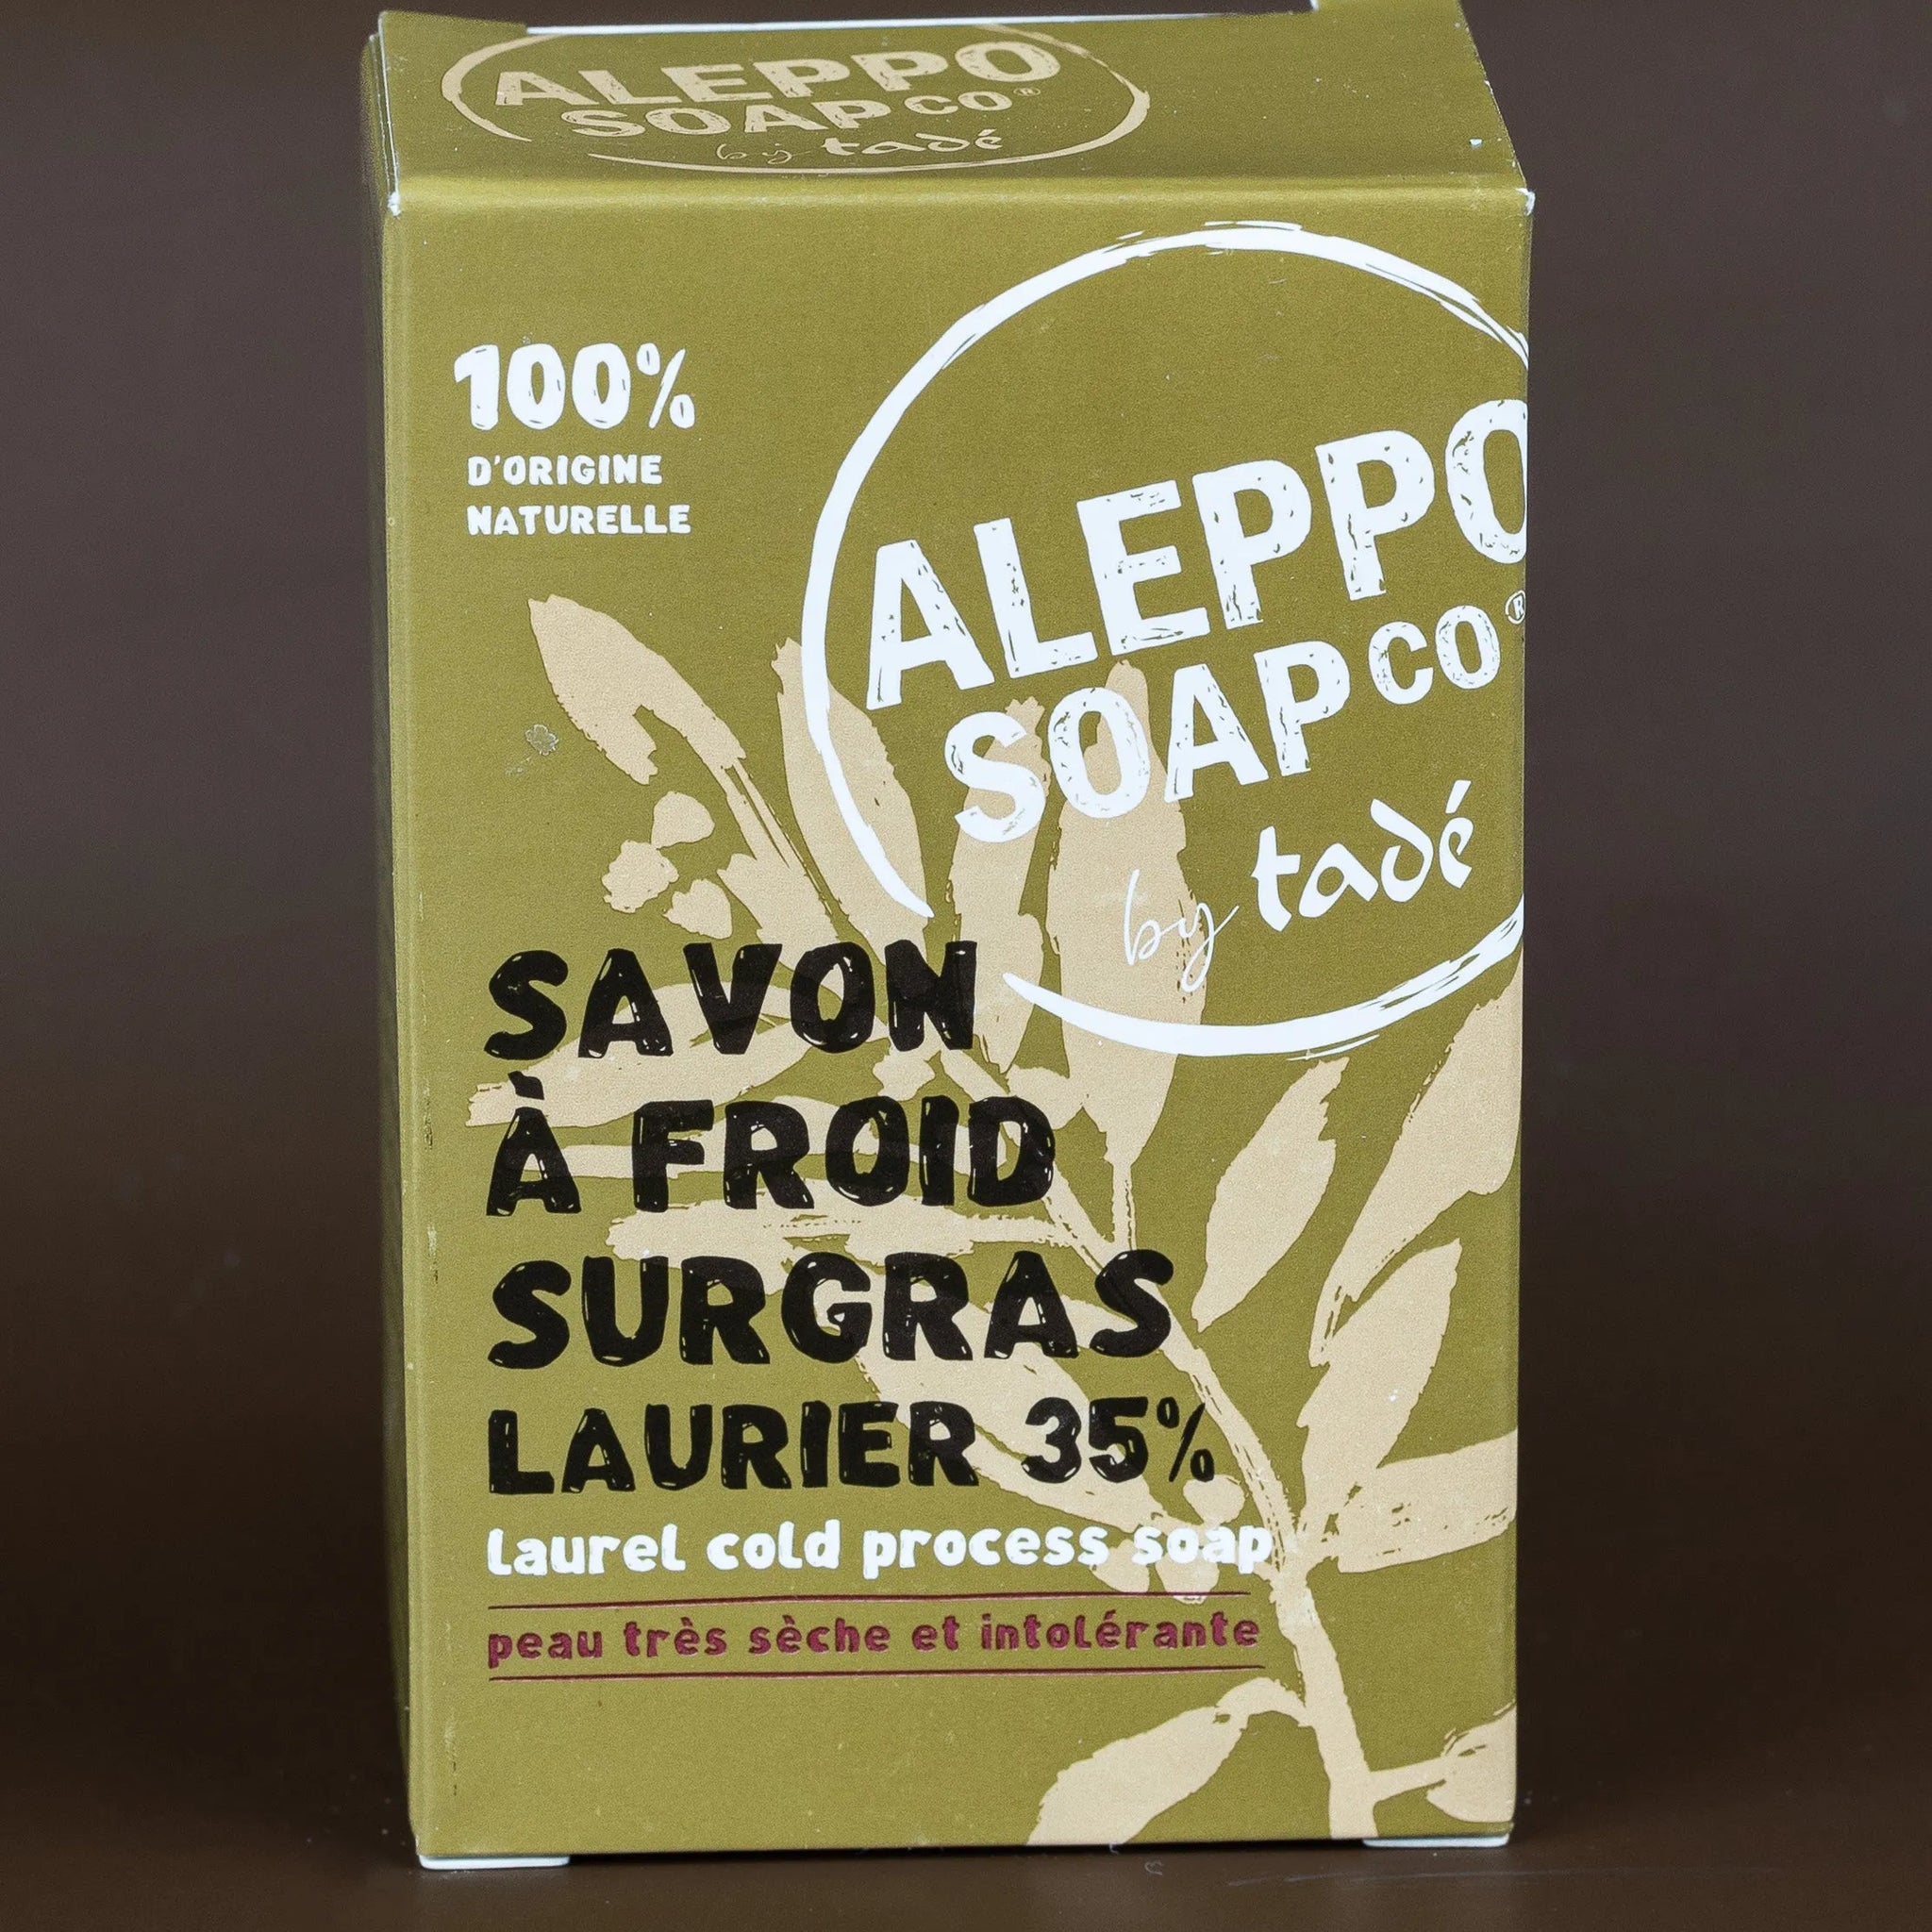 ALEPPO
SOAP CO®
by tadé
100%
D'ORIGINE
NATURELLE
ALEPPO
SOAP CO®
by tadé
SAVON
À FROID
SURGRAS
LAURIER 35%
Laurel cold process soap
peau très sèche et intolérante